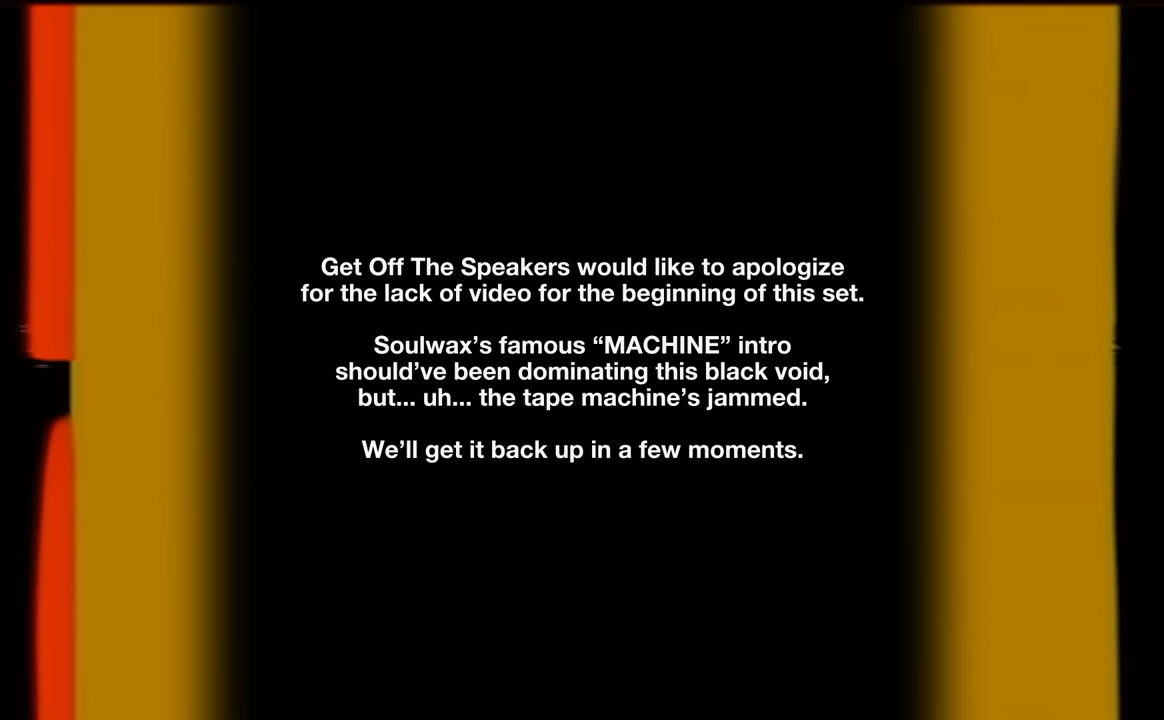 Get Off The Speakers would like to apologize
for the lack of video for the beginning of this set.
Soulwax’s famous “MACHINE” intro
should’ve been dominating this black void,
but... uh... the tape machine’s jammed.
We’ll get it back up in a few moments.